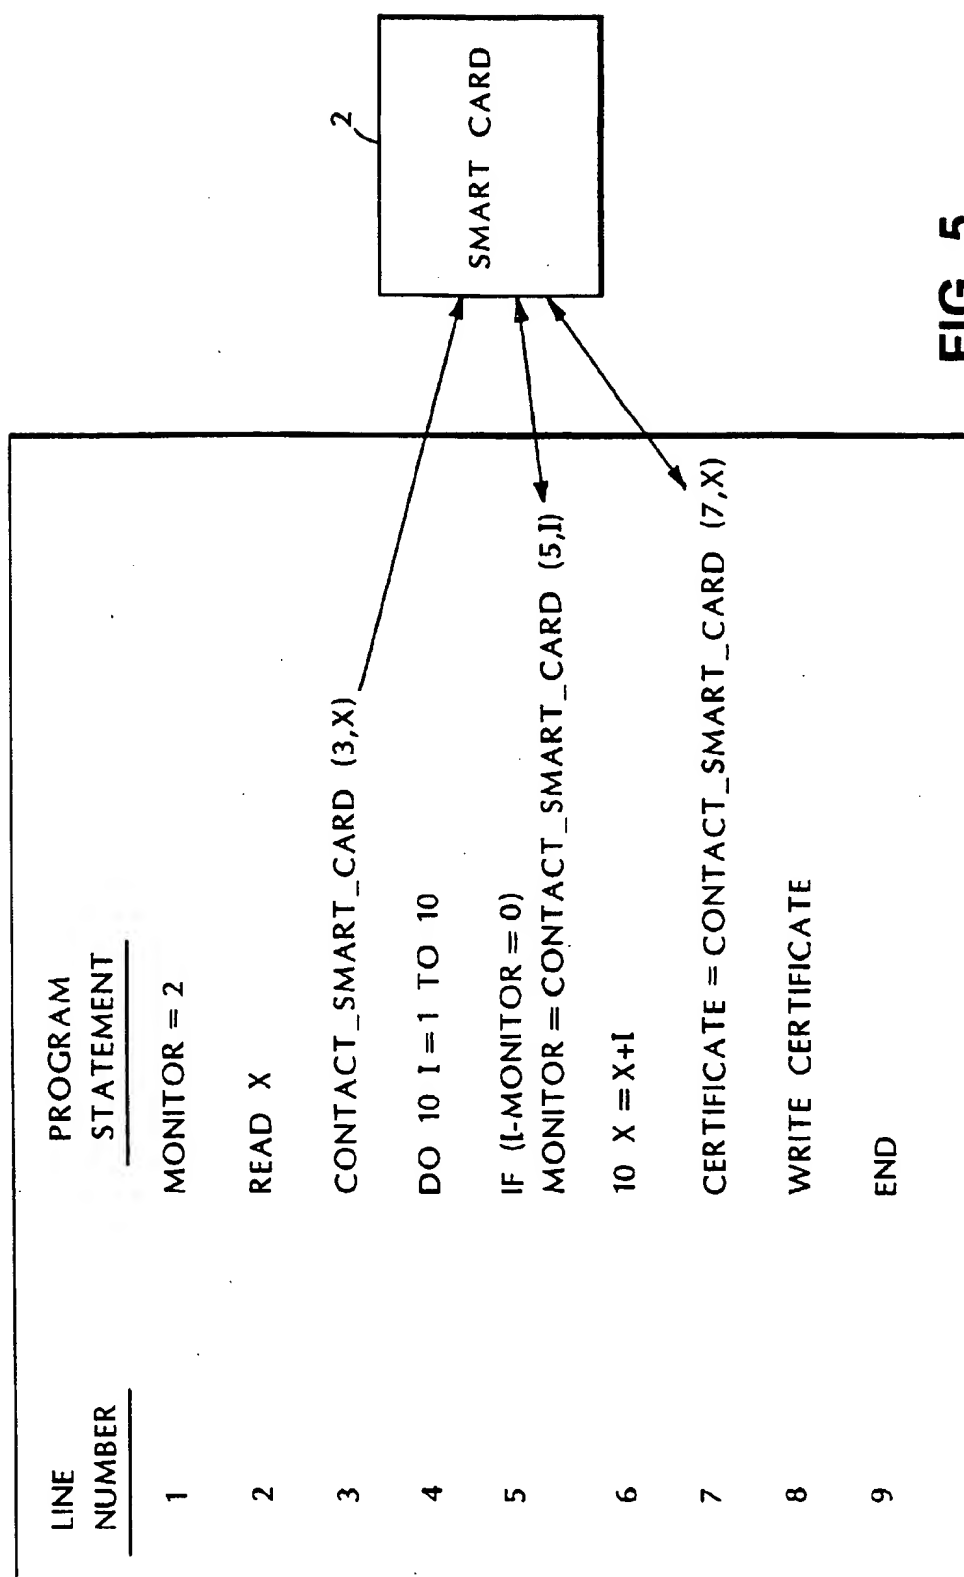 LINE NUMBER PROGRAM STATEMENT
1 MONITOR = 2
2 READ X
3 CONTACT_SMART_CARD (3,X)
4 DO 10 I = 1 TO 10
5 IF (I-MONITOR = 0)
MONITOR = CONTACT_SMART_CARD (5,I)
6 10 X = X+I
7 CERTIFICATE = CONTACT_SMART_CARD (7,X)
8 WRITE CERTIFICATE
9 END
2
SMART CARD
FIG. 5